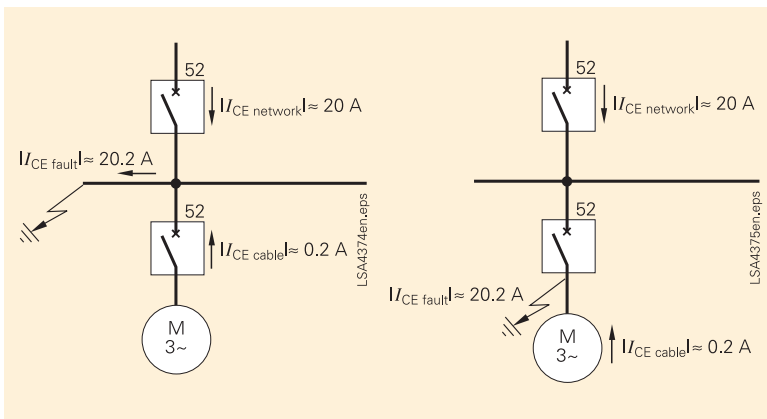 52
|I_CE network| ≈ 20 A
|I_CE fault| ≈ 20.2 A
52
|I_CE cable| ≈ 0.2 A
M
3~
LSA4374en.eps
52
|I_CE network| ≈ 20 A
52
|I_CE fault| ≈ 20.2 A
M
3~
|I_CE cable| ≈ 0.2 A
LSA4375en.eps